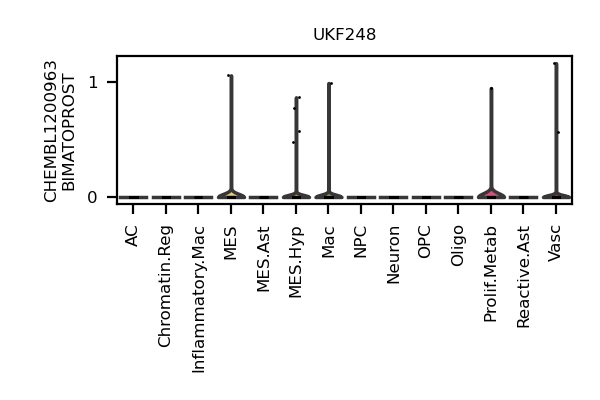 UKF248
CHEMBL1200963
BIMATOPROST
1
0
AC
Chromatin.Reg
Inflammatory.Mac
MES
MES.Ast
MES.Hyp
Mac
NPC
Neuron
OPC
Oligo
Prolif.Metab
Reactive.Ast
Vasc